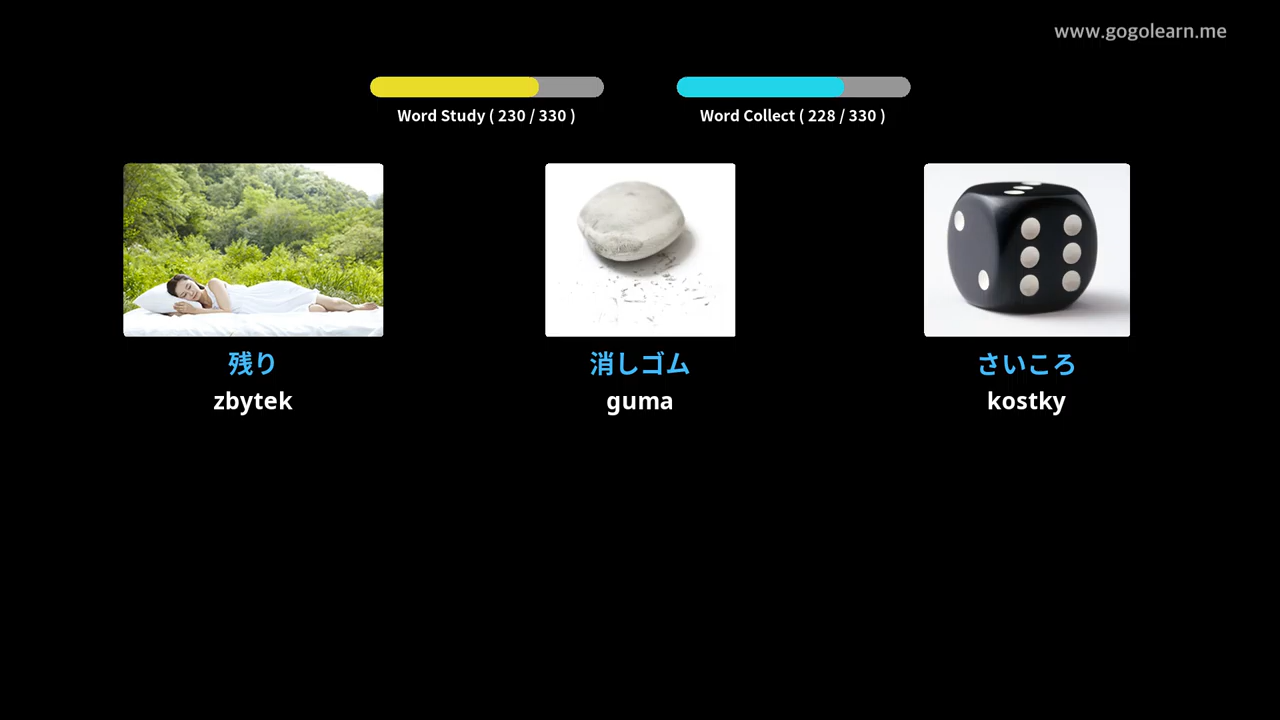 www.gogolearn.me
Word Study ( 230 / 330 )
Word Collect ( 228 / 330 )
残り
zbytek
消しゴム
guma
さいころ
kostky